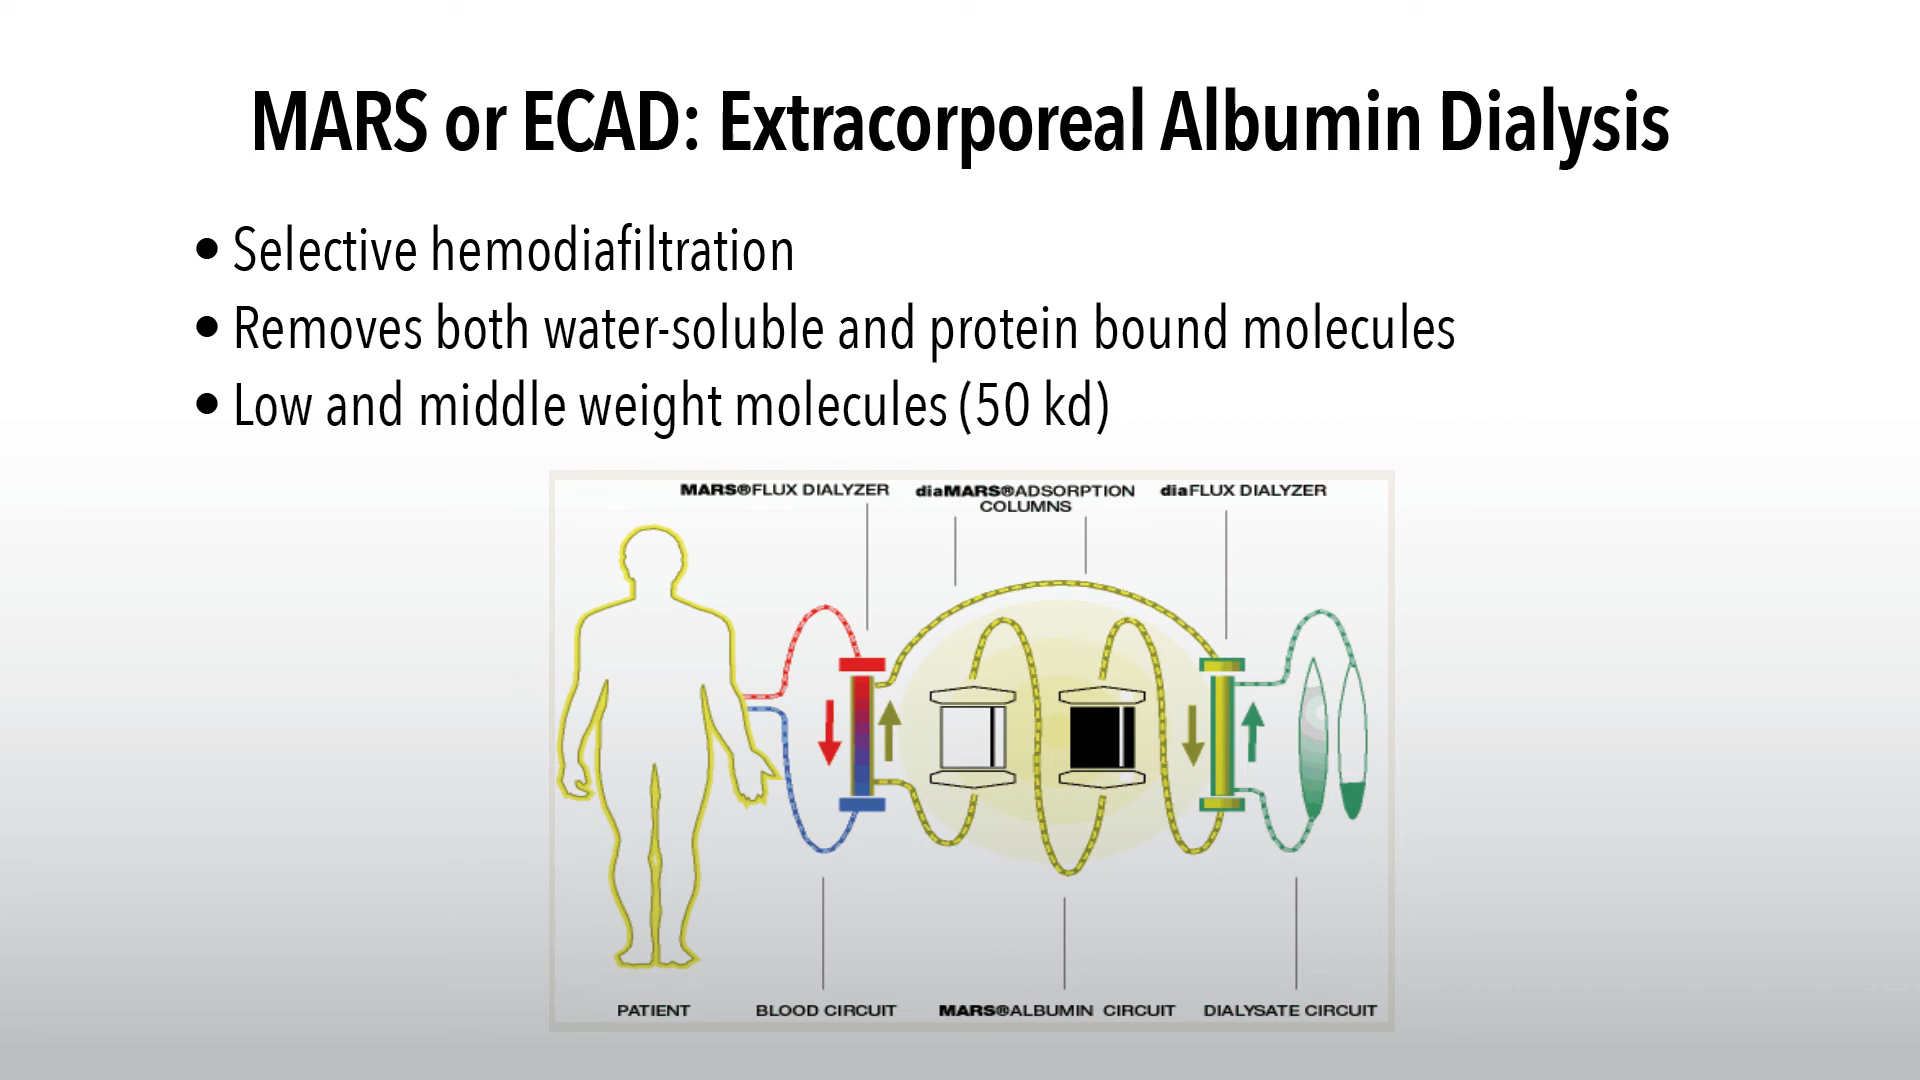 MARS or ECAD: Extracorporeal Albumin Dialysis
• Selective hemodiafiltration
• Removes both water-soluble and protein bound molecules
• Low and middle weight molecules (50 kd)
MARS®FLUX DIALYZER
diaMARS®ADSORPTION
COLUMNS
diaFLUX DIALYZER
PATIENT
BLOOD CIRCUIT
MARS®ALBUMIN CIRCUIT
DIALYSATE CIRCUIT